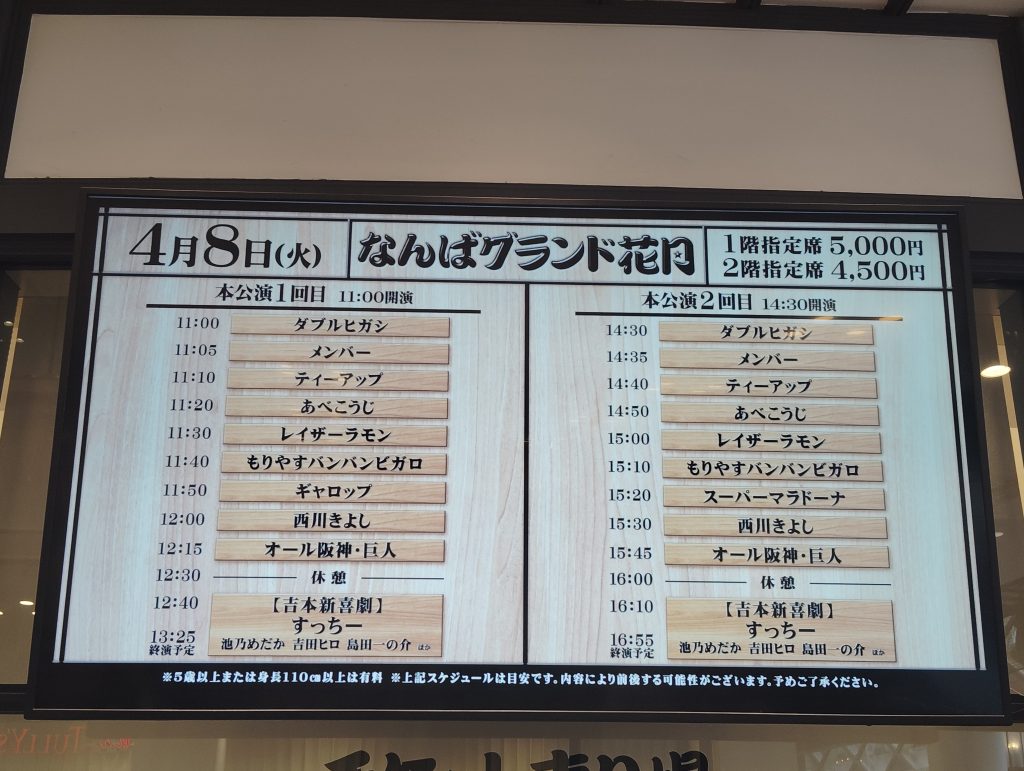 4月8日(火)
なんばグランド花月
1階指定席 5,000円
2階指定席 4,500円
本公演1回目 11:00開演
11:00 ダブルヒガシ
11:05 メンバー
11:10 ティーアップ
11:20 あべこうじ
11:30 レイザーラモン
11:40 もりやすバンバンビガロ
11:50 ギャロップ
12:00 西川きよし
12:15 オール阪神・巨人
12:30 休憩
12:40 【吉本新喜劇】
すっちー
池乃めだか 吉田ヒロ 島田一の介 ほか
13:25
終演予定
本公演2回目 14:30開演
14:30 ダブルヒガシ
14:35 メンバー
14:40 ティーアップ
14:50 あべこうじ
15:00 レイザーラモン
15:10 もりやすバンバンビガロ
15:20 スーパーマラドーナ
15:30 西川きよし
15:45 オール阪神・巨人
16:00 休憩
16:10 【吉本新喜劇】
すっちー
池乃めだか 吉田ヒロ 島田一の介 ほか
16:55
終演予定
※5歳以上または身長110㎝以上は有料 ※上記スケジュールは目安です。内容により前後する可能性がございます。予めご了承ください。
TULLY'S
チケット売り場